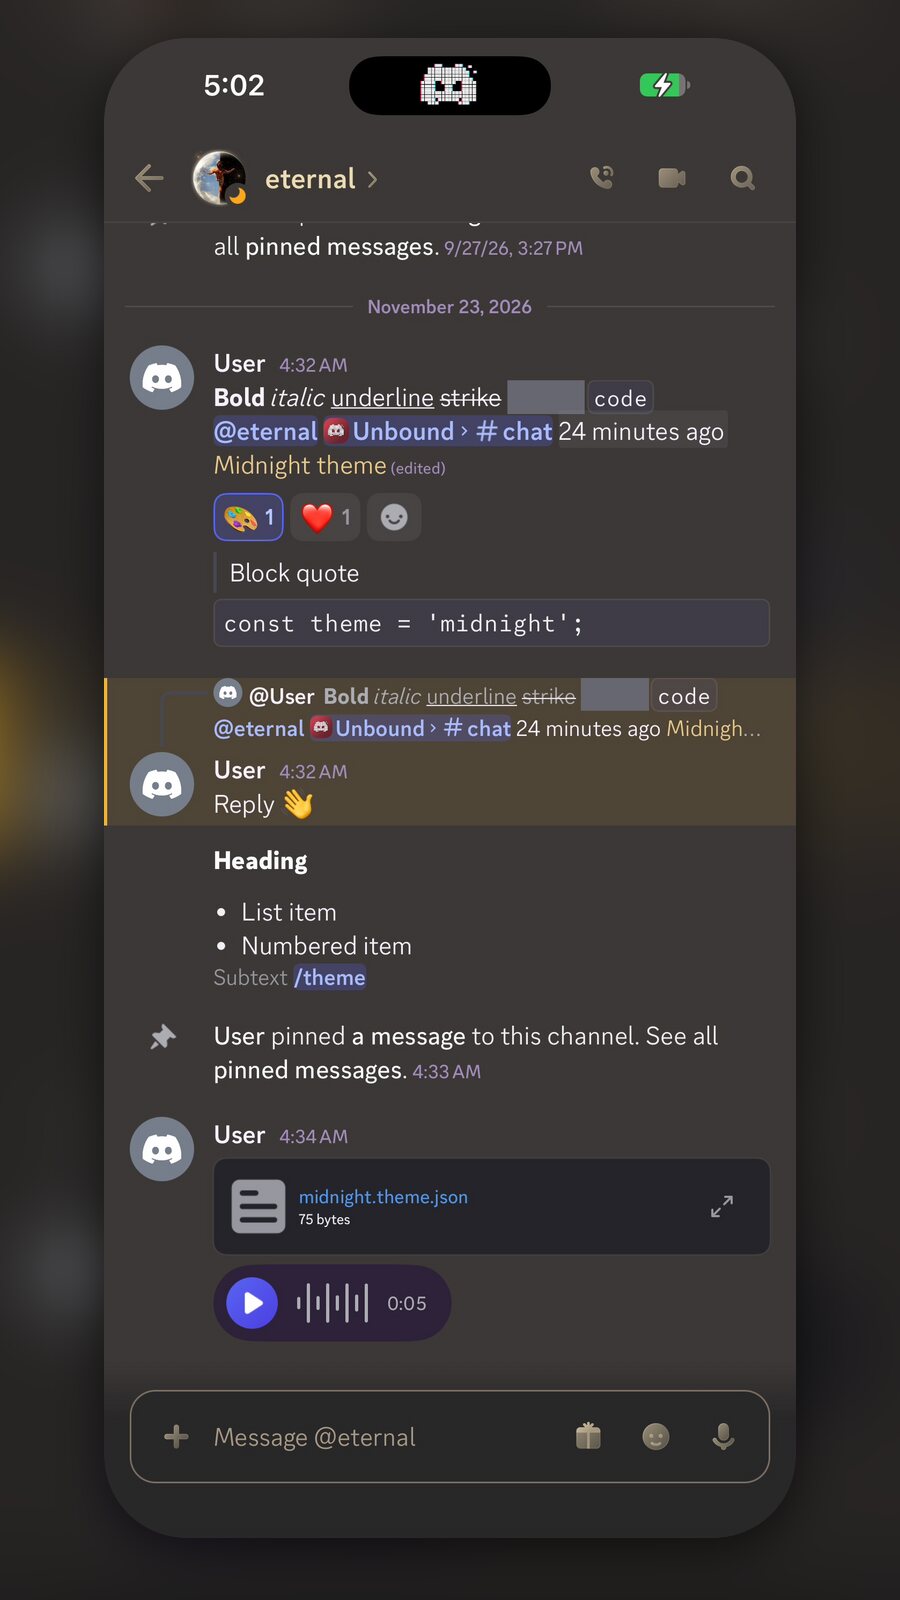 5:02
eternal
all pinned messages. 9/27/26, 3:27 PM
November 23, 2026
User 4:32 AM
Bold italic underline strike code
@eternal Unbound › # chat 24 minutes ago
Midnight theme (edited)
1 1
Block quote
const theme = 'midnight';
@User Bold italic underline strike code
@eternal Unbound › # chat 24 minutes ago Midnigh...
User 4:32 AM
Reply 👋
Heading
• List item
• Numbered item
Subtext /theme
User pinned a message to this channel. See all
pinned messages. 4:33 AM
User 4:34 AM
midnight.theme.json
75 bytes
0:05
Message @eternal